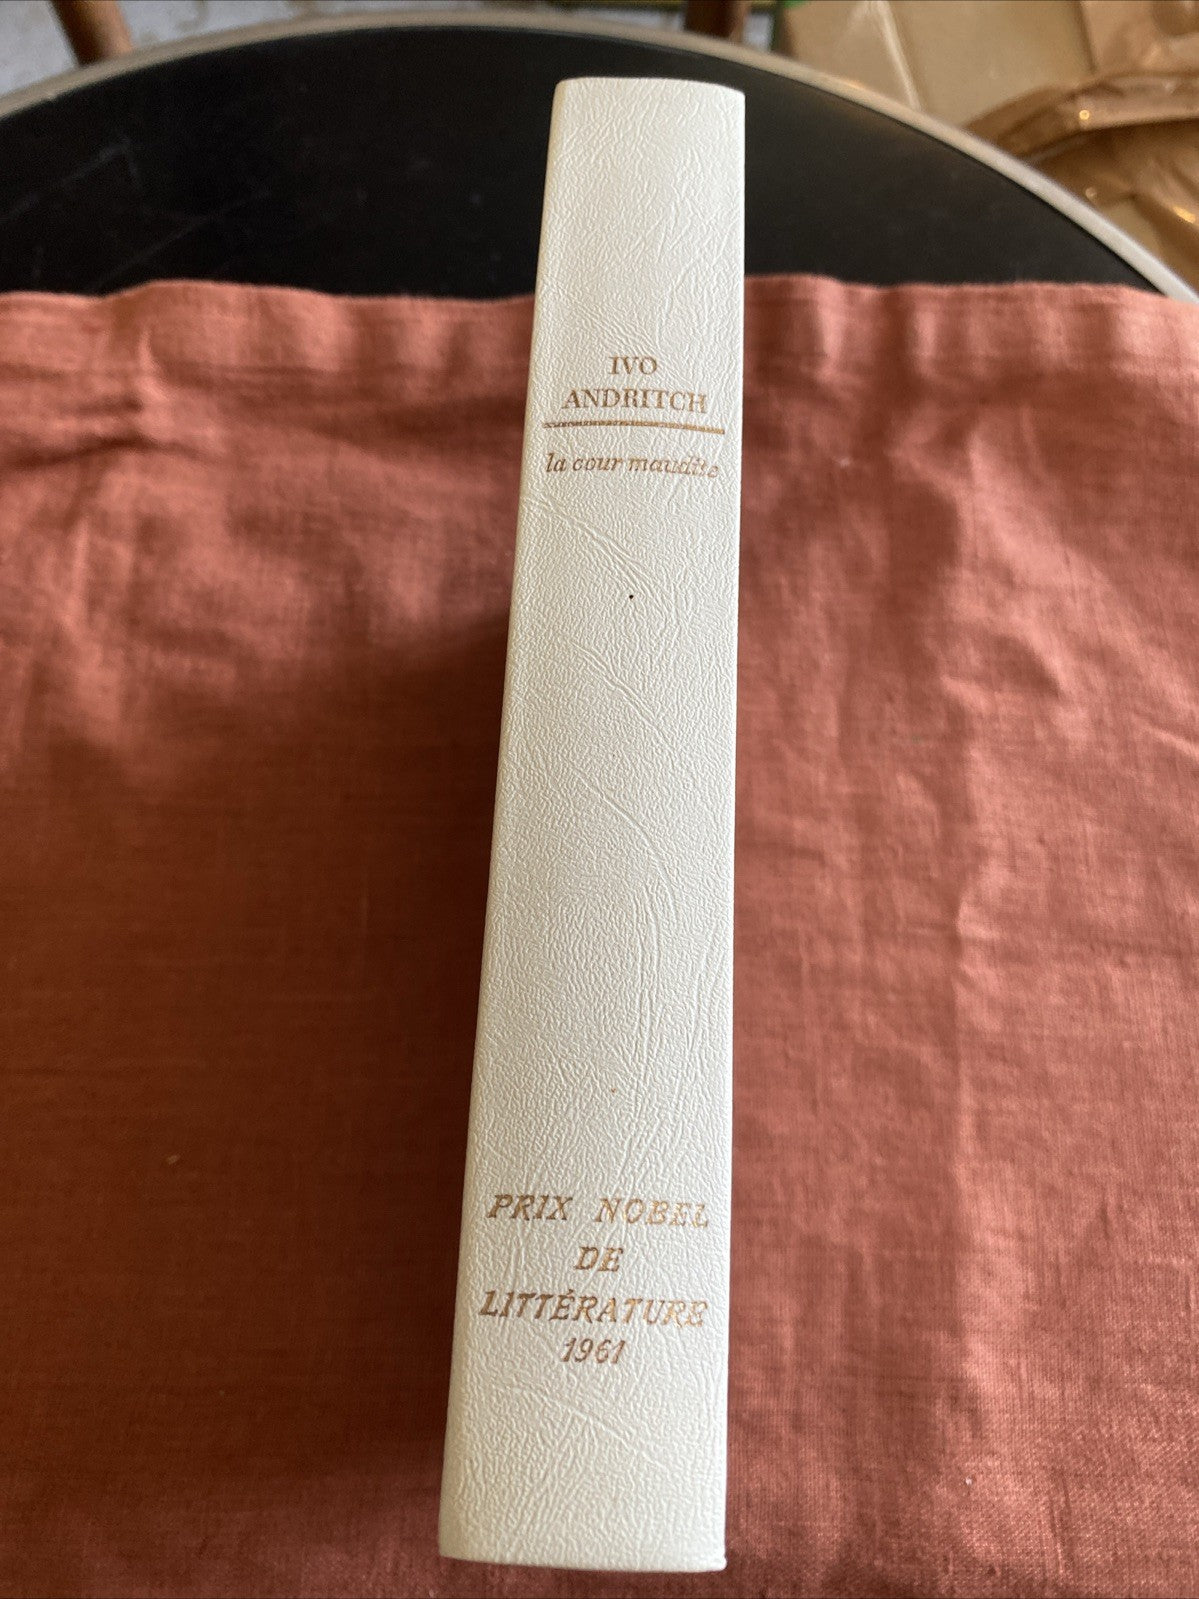 IVO
ANDRITCH
la cour maudite
PRIX NOBEL
DE
LITTÉRATURE
1961